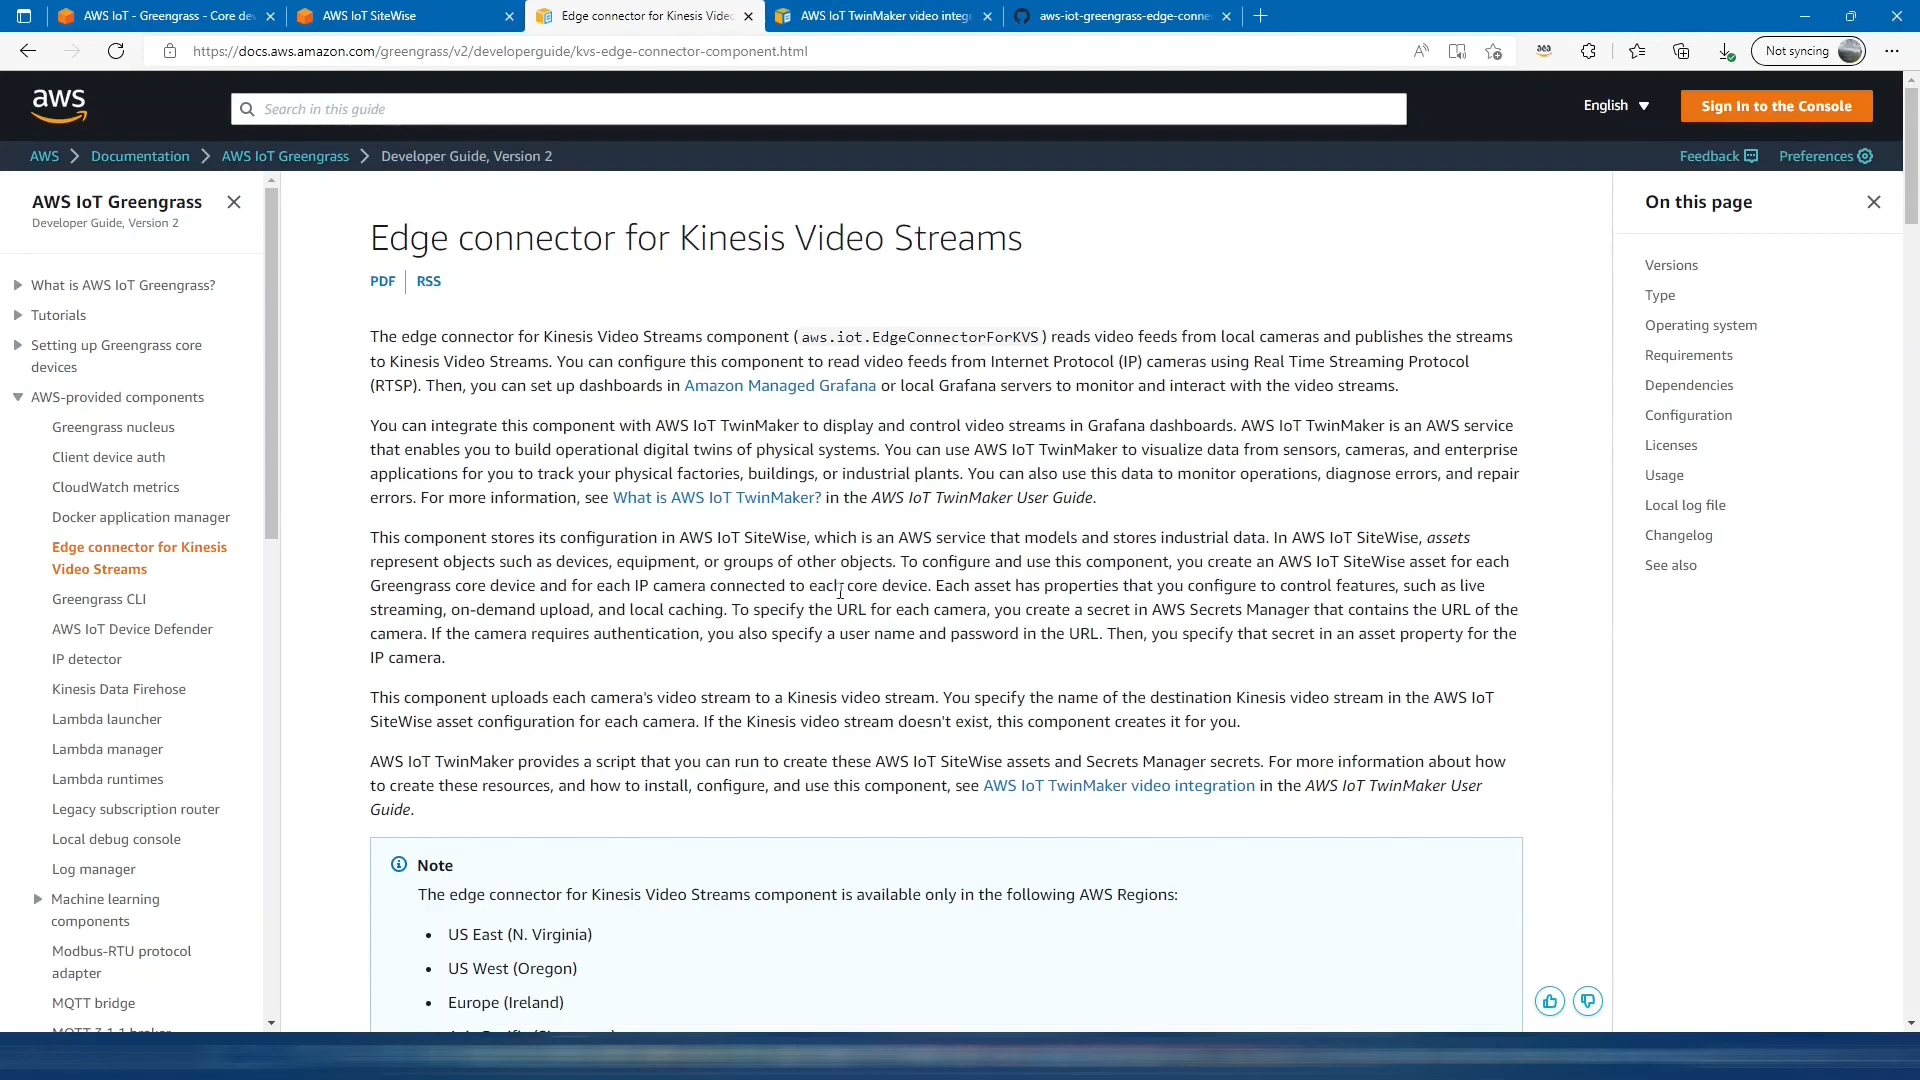 AWS IoT - Greengrass - Core de
AWS IoT SiteWise
Edge connector for Kinesis Vide
AWS IoT TwinMaker video integ
aws-iot-greengrass-edge-conne
https://docs.aws.amazon.com/greengrass/v2/developerguide/kvs-edge-connector-component.html
Not syncing
aws
Search in this guide
English
Sign In to the Console
AWS
Documentation
AWS IoT Greengrass
Developer Guide, Version 2
Feedback
Preferences
AWS IoT Greengrass
Developer Guide, Version 2
What is AWS IoT Greengrass?
Tutorials
Setting up Greengrass core
devices
AWS-provided components
Greengrass nucleus
Client device auth
CloudWatch metrics
Docker application manager
Edge connector for Kinesis
Video Streams
Greengrass CLI
AWS IoT Device Defender
IP detector
Kinesis Data Firehose
Lambda launcher
Lambda manager
Lambda runtimes
Legacy subscription router
Local debug console
Log manager
Machine learning
components
Modbus-RTU protocol
adapter
MQTT bridge
Edge connector for Kinesis Video Streams
PDF
RSS
The edge connector for Kinesis Video Streams component (aws.iot.EdgeConnectorForKVS) reads video feeds from local cameras and publishes the streams
to Kinesis Video Streams. You can configure this component to read video feeds from Internet Protocol (IP) cameras using Real Time Streaming Protocol
(RTSP). Then, you can set up dashboards in Amazon Managed Grafana or local Grafana servers to monitor and interact with the video streams.
You can integrate this component with AWS IoT TwinMaker to display and control video streams in Grafana dashboards. AWS IoT TwinMaker is an AWS service
that enables you to build operational digital twins of physical systems. You can use AWS IoT TwinMaker to visualize data from sensors, cameras, and enterprise
applications for you to track your physical factories, buildings, or industrial plants. You can also use this data to monitor operations, diagnose errors, and repair
errors. For more information, see What is AWS IoT TwinMaker? in the AWS IoT TwinMaker User Guide.
This component stores its configuration in AWS IoT SiteWise, which is an AWS service that models and stores industrial data. In AWS IoT SiteWise, assets
represent objects such as devices, equipment, or groups of other objects. To configure and use this component, you create an AWS IoT SiteWise asset for each
Greengrass core device and for each IP camera connected to each core device. Each asset has properties that you configure to control features, such as live
streaming, on-demand upload, and local caching. To specify the URL for each camera, you create a secret in AWS Secrets Manager that contains the URL of the
camera. If the camera requires authentication, you also specify a user name and password in the URL. Then, you specify that secret in an asset property for the
IP camera.
This component uploads each camera's video stream to a Kinesis video stream. You specify the name of the destination Kinesis video stream in the AWS IoT
SiteWise asset configuration for each camera. If the Kinesis video stream doesn't exist, this component creates it for you.
AWS IoT TwinMaker provides a script that you can run to create these AWS IoT SiteWise assets and Secrets Manager secrets. For more information about how
to create these resources, and how to install, configure, and use this component, see AWS IoT TwinMaker video integration in the AWS IoT TwinMaker User
Guide.
Note
The edge connector for Kinesis Video Streams component is available only in the following AWS Regions:
• US East (N. Virginia)
• US West (Oregon)
• Europe (Ireland)
On this page
Versions
Type
Operating system
Requirements
Dependencies
Configuration
Licenses
Usage
Local log file
Changelog
See also